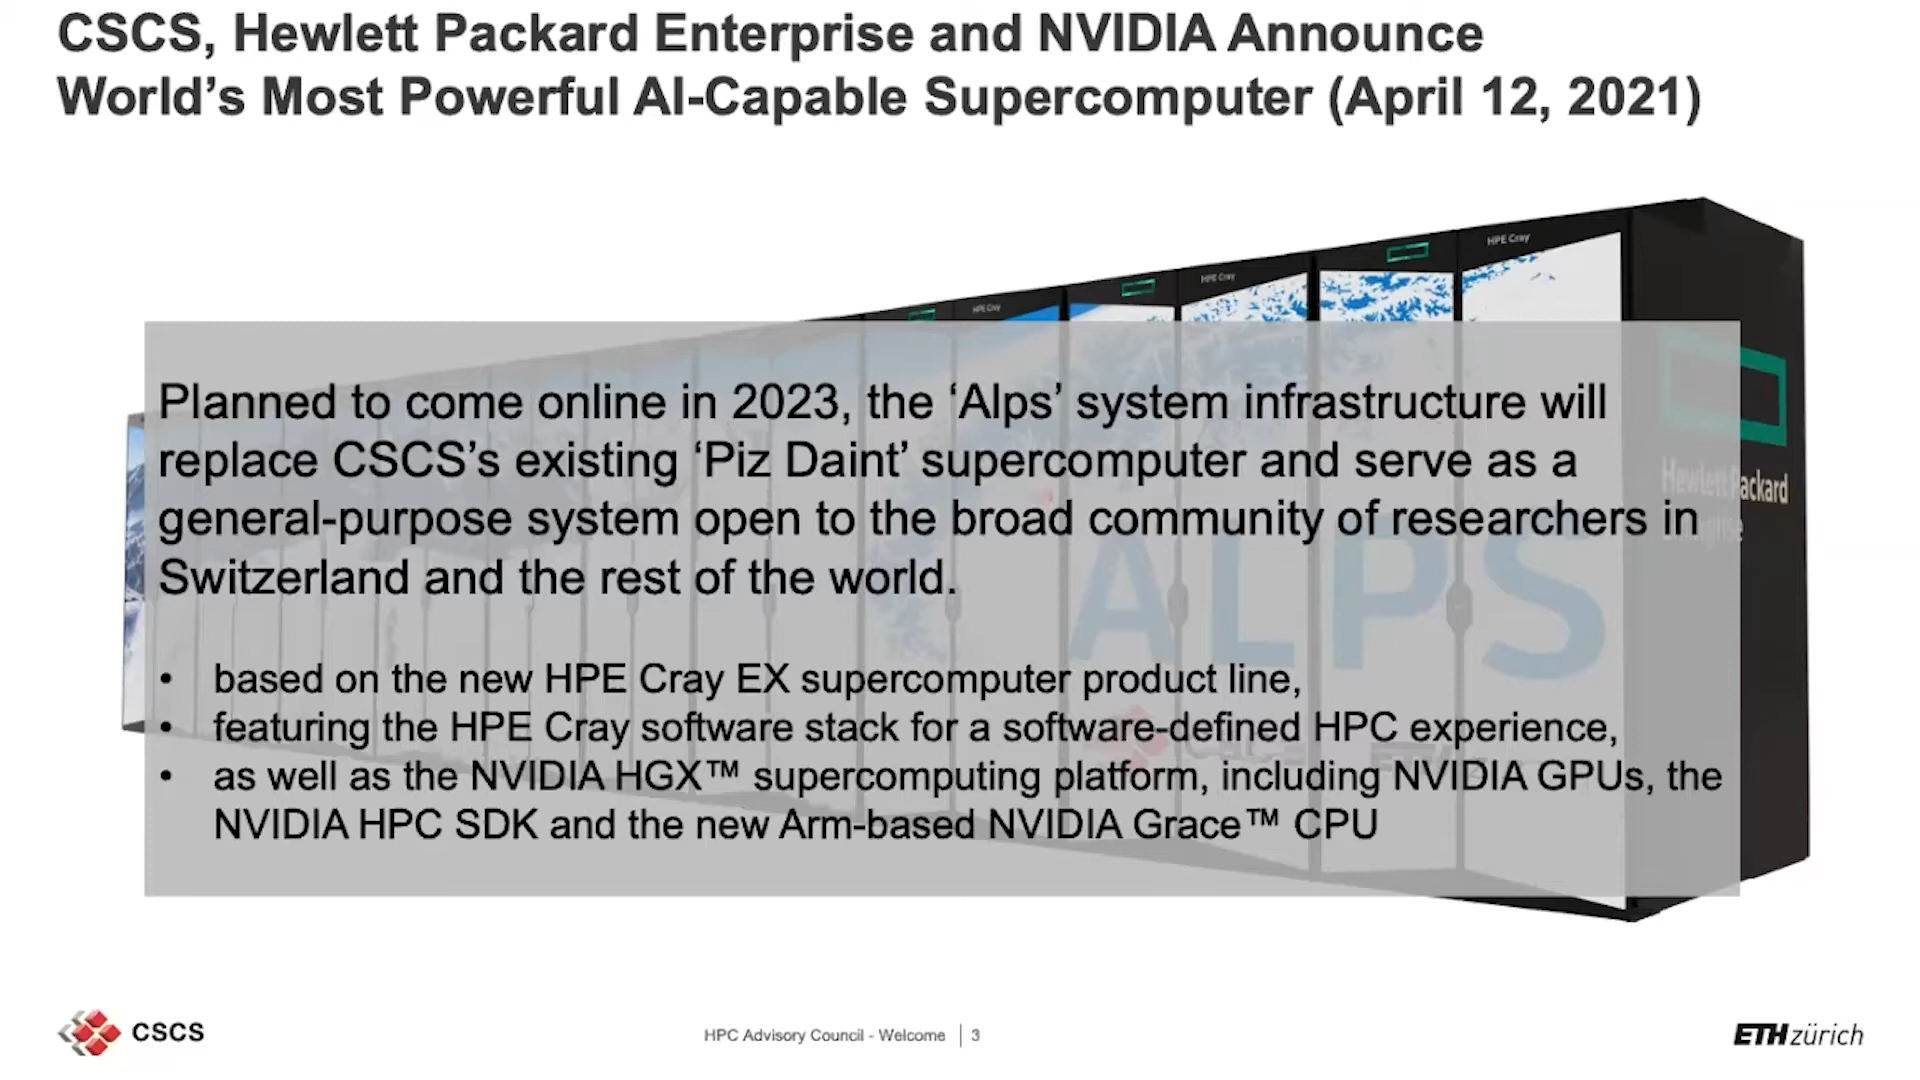 CSCS, Hewlett Packard Enterprise and NVIDIA Announce
World’s Most Powerful AI-Capable Supercomputer (April 12, 2021)
HPE Cray
HPE Cray
HPE Cray
Planned to come online in 2023, the ‘Alps’ system infrastructure will
replace CSCS’s existing ‘Piz Daint’ supercomputer and serve as a
general-purpose system open to the broad community of researchers in
Switzerland and the rest of the world.
• based on the new HPE Cray EX supercomputer product line,
• featuring the HPE Cray software stack for a software-defined HPC experience,
• as well as the NVIDIA HGX™ supercomputing platform, including NVIDIA GPUs, the
NVIDIA HPC SDK and the new Arm-based NVIDIA Grace™ CPU
Hewlett Packard
Enterprise
ALPS
CSCS
HPC Advisory Council - Welcome | 3
ETH zürich